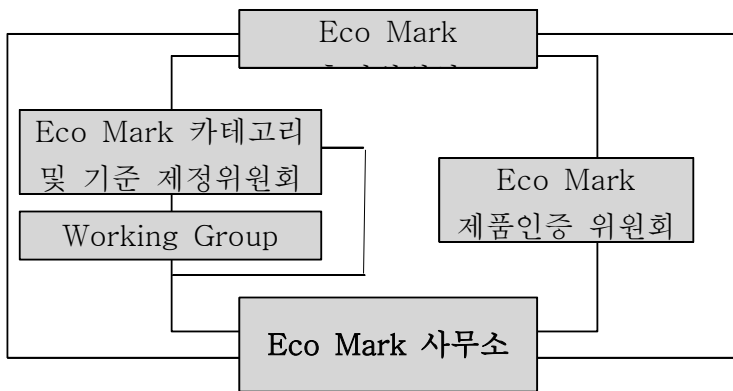 Eco Mark
Eco Mark 카테고리
및 기준 제정위원회
Working Group
Eco Mark
제품인증 위원회
Eco Mark 사무소